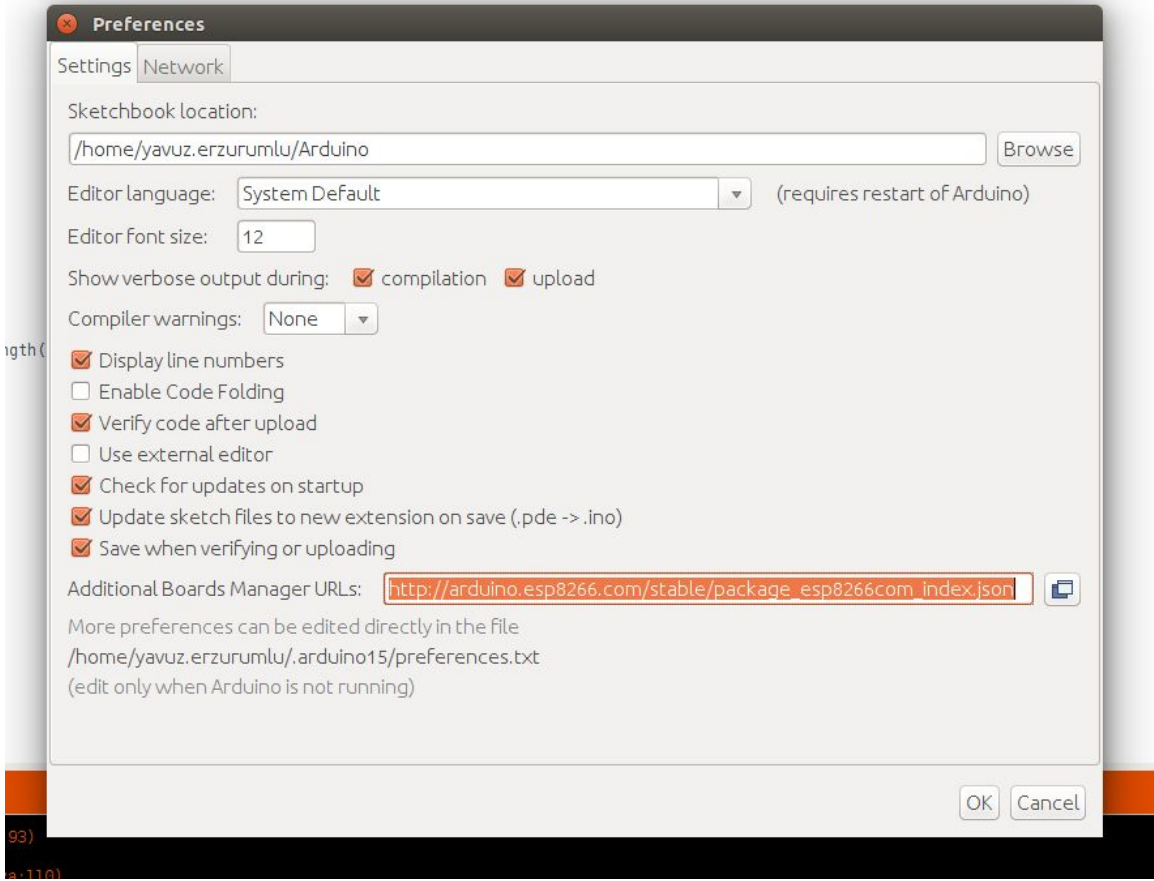 Preferences
Settings Network
Sketchbook location:
/home/yavuz.erzurumlu/Arduino Browse
Editor language: System Default (requires restart of Arduino)
Editor font size: 12
Show verbose output during: compilation upload
Compiler warnings: None
ngth(
Display line numbers
Enable Code Folding
Verify code after upload
Use external editor
Check for updates on startup
Update sketch files to new extension on save (.pde -> .ino)
Save when verifying or uploading
Additional Boards Manager URLs: http://arduino.esp8266.com/stable/package_esp8266com_index.json
More preferences can be edited directly in the file
/home/yavuz.erzurumlu/.arduino15/preferences.txt
(edit only when Arduino is not running)
OK Cancel
93)
a:110)